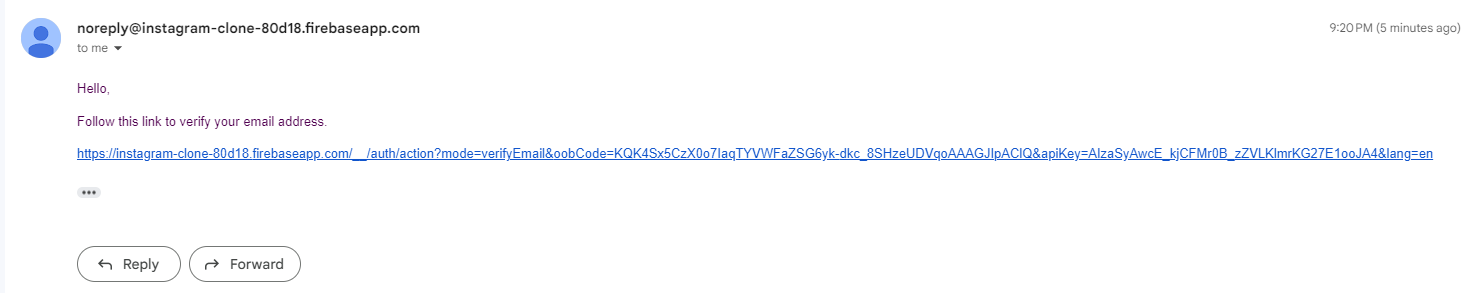 noreply@instagram-clone-80d18.firebaseapp.com
9:20 PM (5 minutes ago)
to me
Hello,
Follow this link to verify your email address.
https://instagram-clone-80d18.firebaseapp.com/__/auth/action?mode=verifyEmail&oobCode=KQK4Sx5CzX0o7IaqTYVWFaZSG6yk-dkc_8SHzeUDVqoAAAGJIpACIQ&apiKey=AIzaSyAwcE_kjCFMr0B_zZVLKImrKG27E1ooJA4&lang=en
Reply
Forward